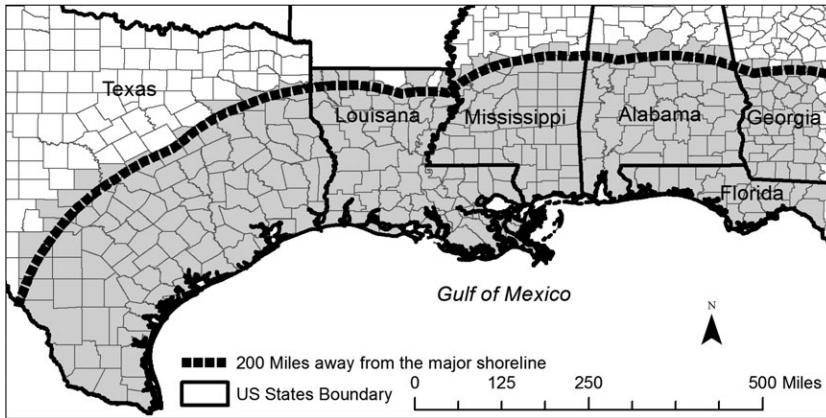 Texas
Louisana
Mississippi
Alabama
Georgia
Florida
Gulf of Mexico
N
200 Miles away from the major shoreline
US States Boundary
0 125 250 500 Miles